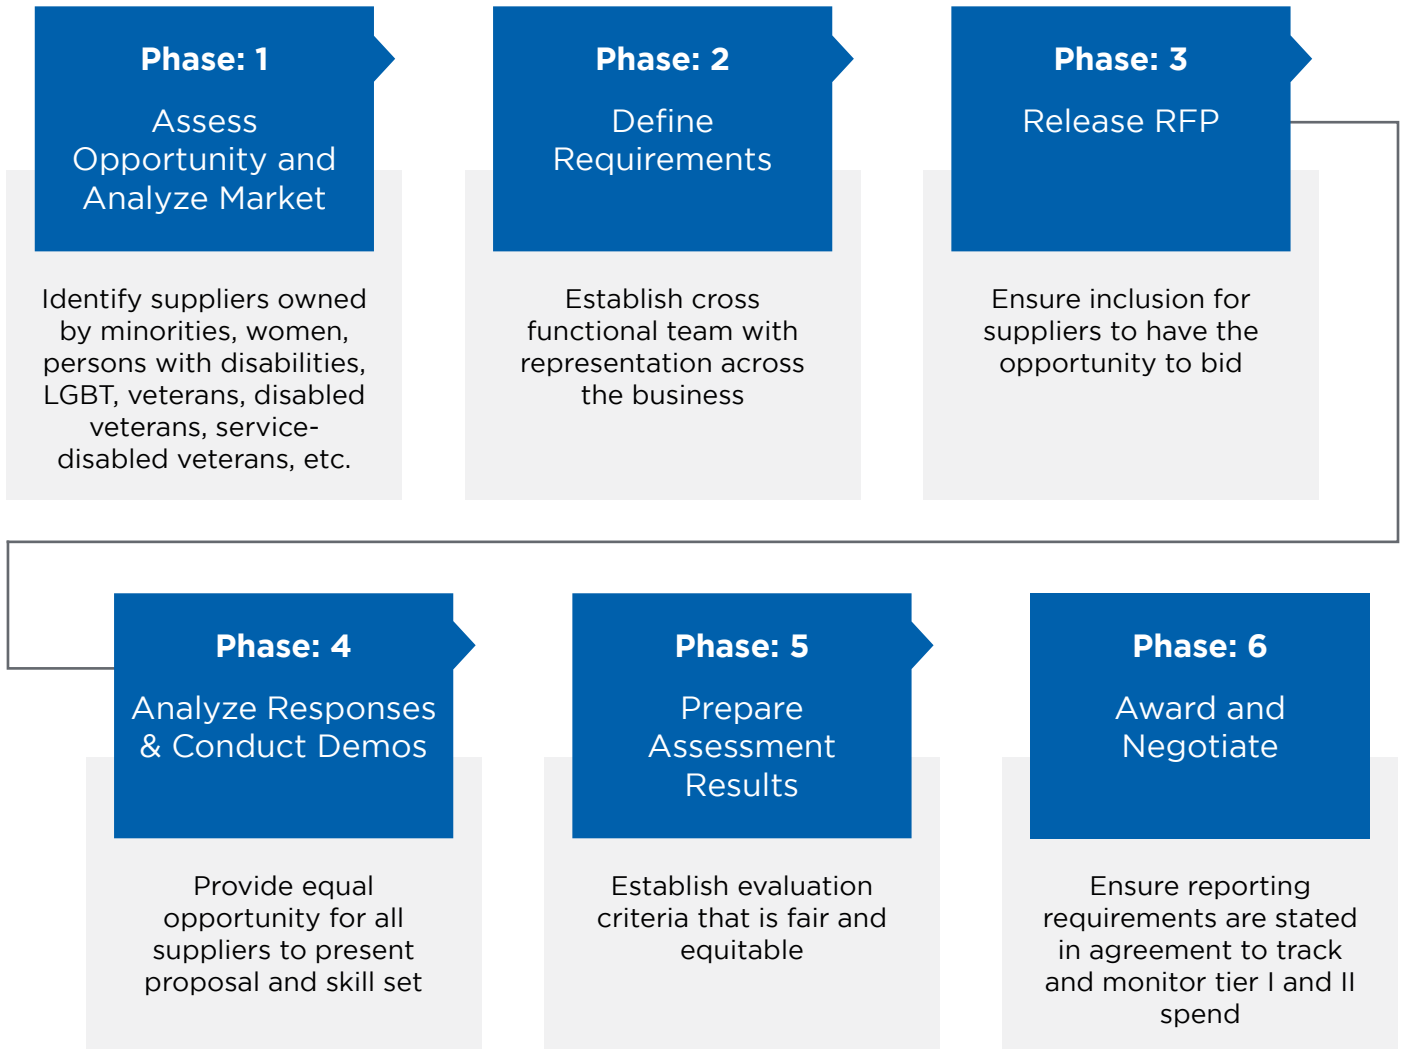 Phase: 1
Assess
Opportunity and
Analyze Market
Identify suppliers owned
by minorities, women,
persons with disabilities,
LGBT, veterans, disabled
veterans, service-
disabled veterans, etc.
Phase: 2
Define
Requirements
Establish cross
functional team with
representation across
the business
Phase: 3
Release RFP
Ensure inclusion for
suppliers to have the
opportunity to bid
Phase: 4
Analyze Responses
& Conduct Demos
Provide equal
opportunity for all
suppliers to present
proposal and skill set
Phase: 5
Prepare
Assessment
Results
Establish evaluation
criteria that is fair and
equitable
Phase: 6
Award and
Negotiate
Ensure reporting
requirements are stated
in agreement to track
and monitor tier I and II
spend